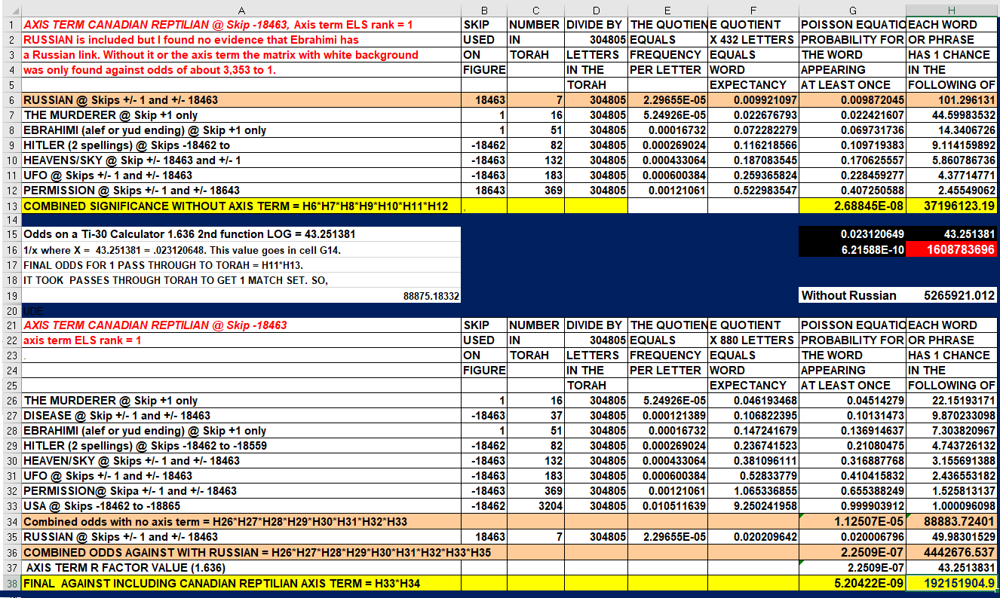 A B C D E F G H
1 AXIS TERM CANADIAN REPTILIAN @ Skip -18463, Axis term ELS rank = 1 SKIP NUMBER DIVIDE BY THE QUOTIEN E QUOTIENT POISSON EQUATIO EACH WORD
2 RUSSIAN is included but I found no evidence that Ebrahimi has USED IN 304805 EQUALS X 432 LETTERS PROBABILITY FOR OR PHRASE
3 a Russian link. Without it or the axis term the matrix with white background ON TORAH LETTERS FREQUENCY EQUALS THE WORD HAS 1 CHANCE
4 was only found against odds of about 3,353 to 1. FIGURE IN THE PER LETTER WORD APPEARING IN THE
5 TORAH EXPECTANCY AT LEAST ONCE FOLLOWING OF
6 RUSSIAN @ Skips +/- 1 and +/- 18463 18463 7 304805 2.29655E-05 0.009921097 0.009872045 101.296131
7 THE MURDERER @ Skip +1 only 1 16 304805 5.24926E-05 0.022676793 0.022421607 44.59983532
8 EBRAHIMI (alef or yud ending) @ Skip +1 only 1 51 304805 0.00016732 0.072282279 0.069731736 14.3406726
9 HITLER (2 spellings) @ Skips -18462 to -18462 82 304805 0.000269024 0.116218566 0.109719383 9.114159892
10 HEAVENS/SKY @ Skip +/- 18463 and +/- 1 -18463 132 304805 0.000433064 0.187083545 0.170625557 5.860786736
11 UFO @ Skips +/- 1 and +/- 18463 -18463 183 304805 0.000600384 0.259365824 0.228459277 4.37714771
12 PERMISSION @ Skips +/- 1 and +/- 18643 18643 369 304805 0.00121061 0.522983547 0.407250588 2.45549062
13 COMBINED SIGNIFICANCE WITHOUT AXIS TERM = H6*H7*H8*H9*H10*H11*H12 , 2.68845E-08 37196123.19
14
15 Odds on a Ti-30 Calculator 1.636 2nd function LOG = 43.251381 0.023120649 43.251381
16 1/x where X = 43.251381 = .023120648. This value goes in cell G14. 6.21588E-10 1608783696
17 FINAL ODDS FOR 1 PASS THROUGH TO TORAH = H11*H13.
18 IT TOOK PASSES THROUGH TORAH TO GET 1 MATCH SET. SO,
19 88875.18332 Without Russian 5265921.012
20 UDE
21 AXIS TERM CANADIAN REPTILIAN @ Skip -18463 SKIP NUMBER DIVIDE BY THE QUOTIEN E QUOTIENT POISSON EQUATIO EACH WORD
22 axis term ELS rank = 1 USED IN 304805 EQUALS X 880 LETTERS PROBABILITY FOR OR PHRASE
23 . ON TORAH LETTERS FREQUENCY EQUALS THE WORD HAS 1 CHANCE
24 FIGURE IN THE PER LETTER WORD APPEARING IN THE
25 TORAH EXPECTANCY AT LEAST ONCE FOLLOWING OF
26 THE MURDERER @ Skip +1 only 1 16 304805 5.24926E-05 0.046193468 0.04514279 22.15193171
27 DISEASE @ Skip +/- 1 and +/- 18463 -18463 37 304805 0.000121389 0.106822395 0.10131473 9.870233098
28 EBRAHIMI (alef or yud ending) @ Skip +1 only 1 51 304805 0.00016732 0.147241679 0.136914637 7.303820967
29 HITLER (2 spellings) @ Skips -18462 to -18559 -18462 82 304805 0.000269024 0.236741523 0.21080475 4.743726132
30 HEAVEN/SKY @ Skips +/- 1 and +/- 18463 -18463 132 304805 0.000433064 0.381096111 0.316887768 3.155691388
31 UFO @ Skips +/- 1 and +/- 18463 -18463 183 304805 0.000600384 0.52833779 0.410415832 2.436553182
32 PERMISSION@ Skipa +/- 1 and +/- 18463 -18463 369 304805 0.00121061 1.065336855 0.655388249 1.525813137
33 USA @ Skips -18462 to -18865 -18462 3204 304805 0.010511639 9.250241958 0.999903912 1.000096098
34 Combined odds with no axis term = H26*H27*H28*H29*H30*H31*H32*H33 1.12507E-05 88883.72401
35 RUSSIAN @ Skips +/- 1 and +/- 18463 18463 7 304805 2.29655E-05 0.020209642 0.020006796 49.98301529
36 COMBINED ODDS AGAINST WITH RUSSIAN = H26*H27*H28*H29*H30*H31*H32*H33*H35 2.2509E-07 4442676.537
37 AXIS TERM R FACTOR VALUE (1.636) 2.2509E-07 43.2513831
38 FINAL AGAINST INCLUDING CANADIAN REPTILIAN AXIS TERM = H33*H34 5.20422E-09 192151904.9